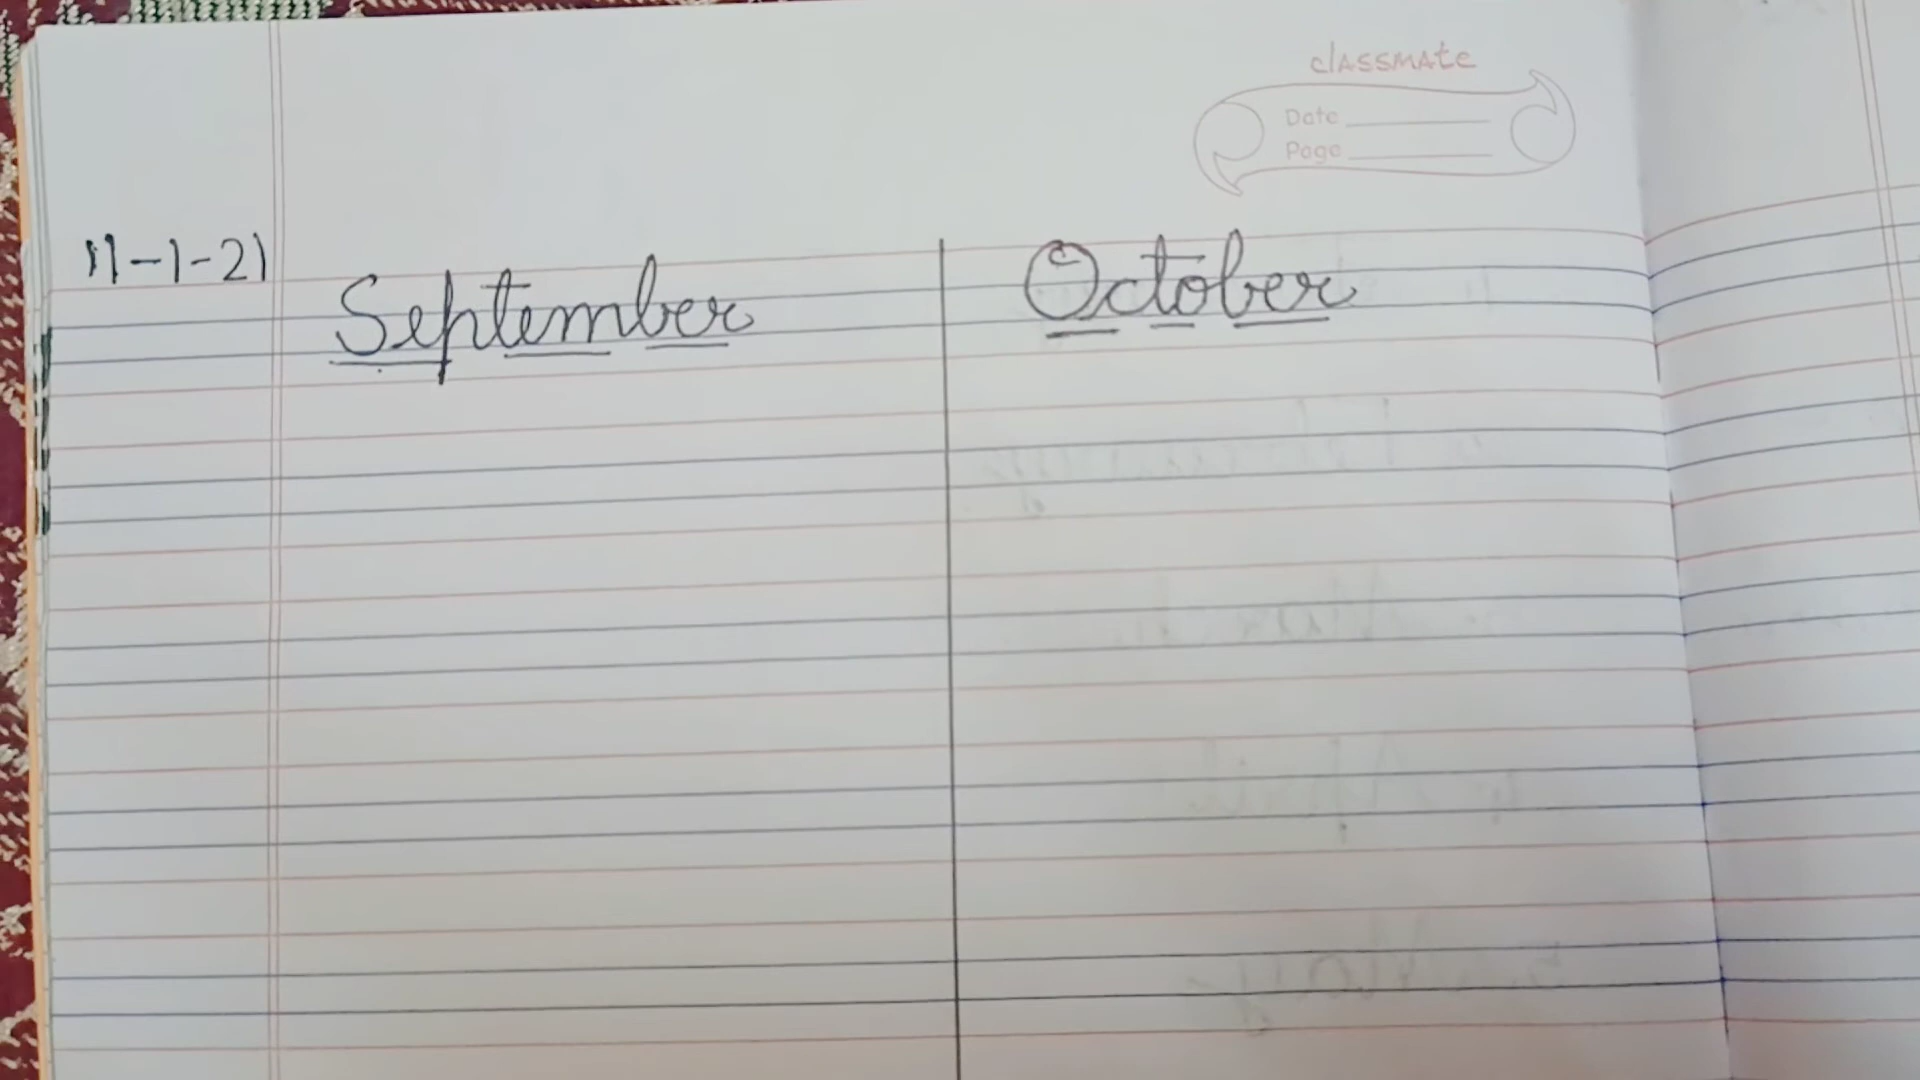 classmate
Date
Page
11-1-21
September
October